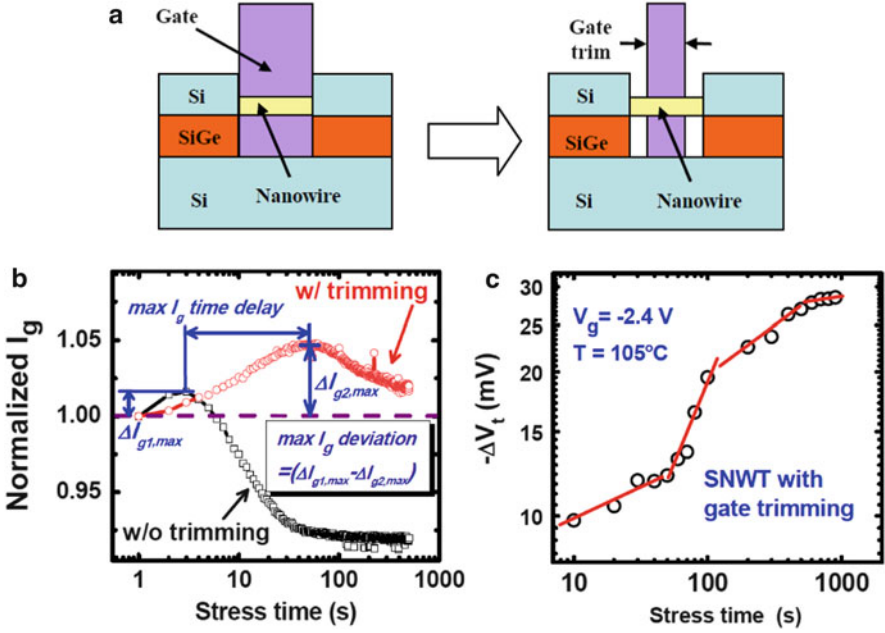 a
Gate
Si
SiGe
Si
Nanowire
Gate
trim
Si
SiGe
Si
Nanowire
b
Normalized Ig
1.05
1.00
0.95
max Ig time delay
w/ trimming
ΔIg1,max
ΔIg2,max
max Ig deviation
=(ΔIg1,max-ΔIg2,max)
w/o trimming
1
10
100
1000
Stress time (s)
c
-ΔVt (mV)
30
25
20
15
10
Vg= -2.4 V
T = 105°C
SNWT with
gate trimming
10
100
1000
Stress time (s)